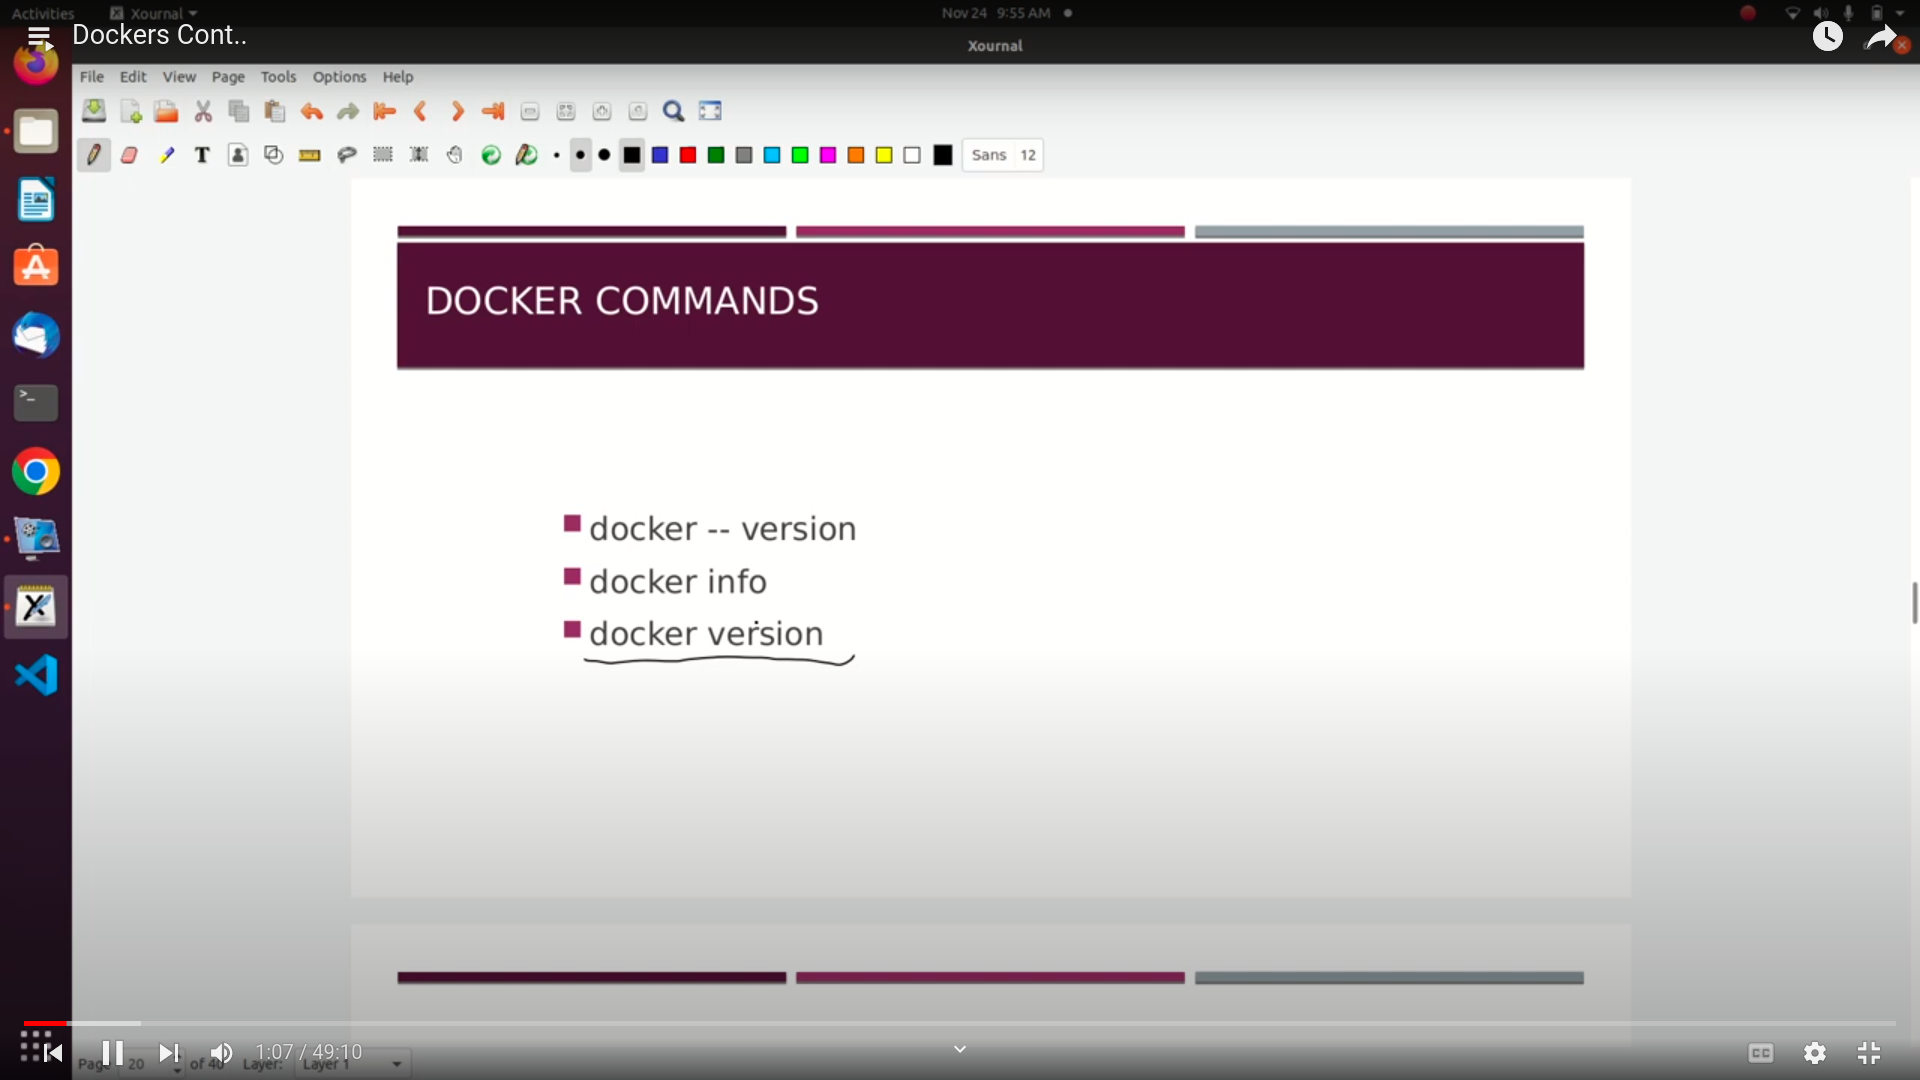 Activities Xournal Nov 24 9:55 AM
Dockers Cont..
Xournal
File Edit View Page Tools Options Help
T Sans 12
DOCKER COMMANDS
docker -- version
docker info
docker version
1:07 / 49:10 CC
Page 20 of 40 Layer: Layer 1